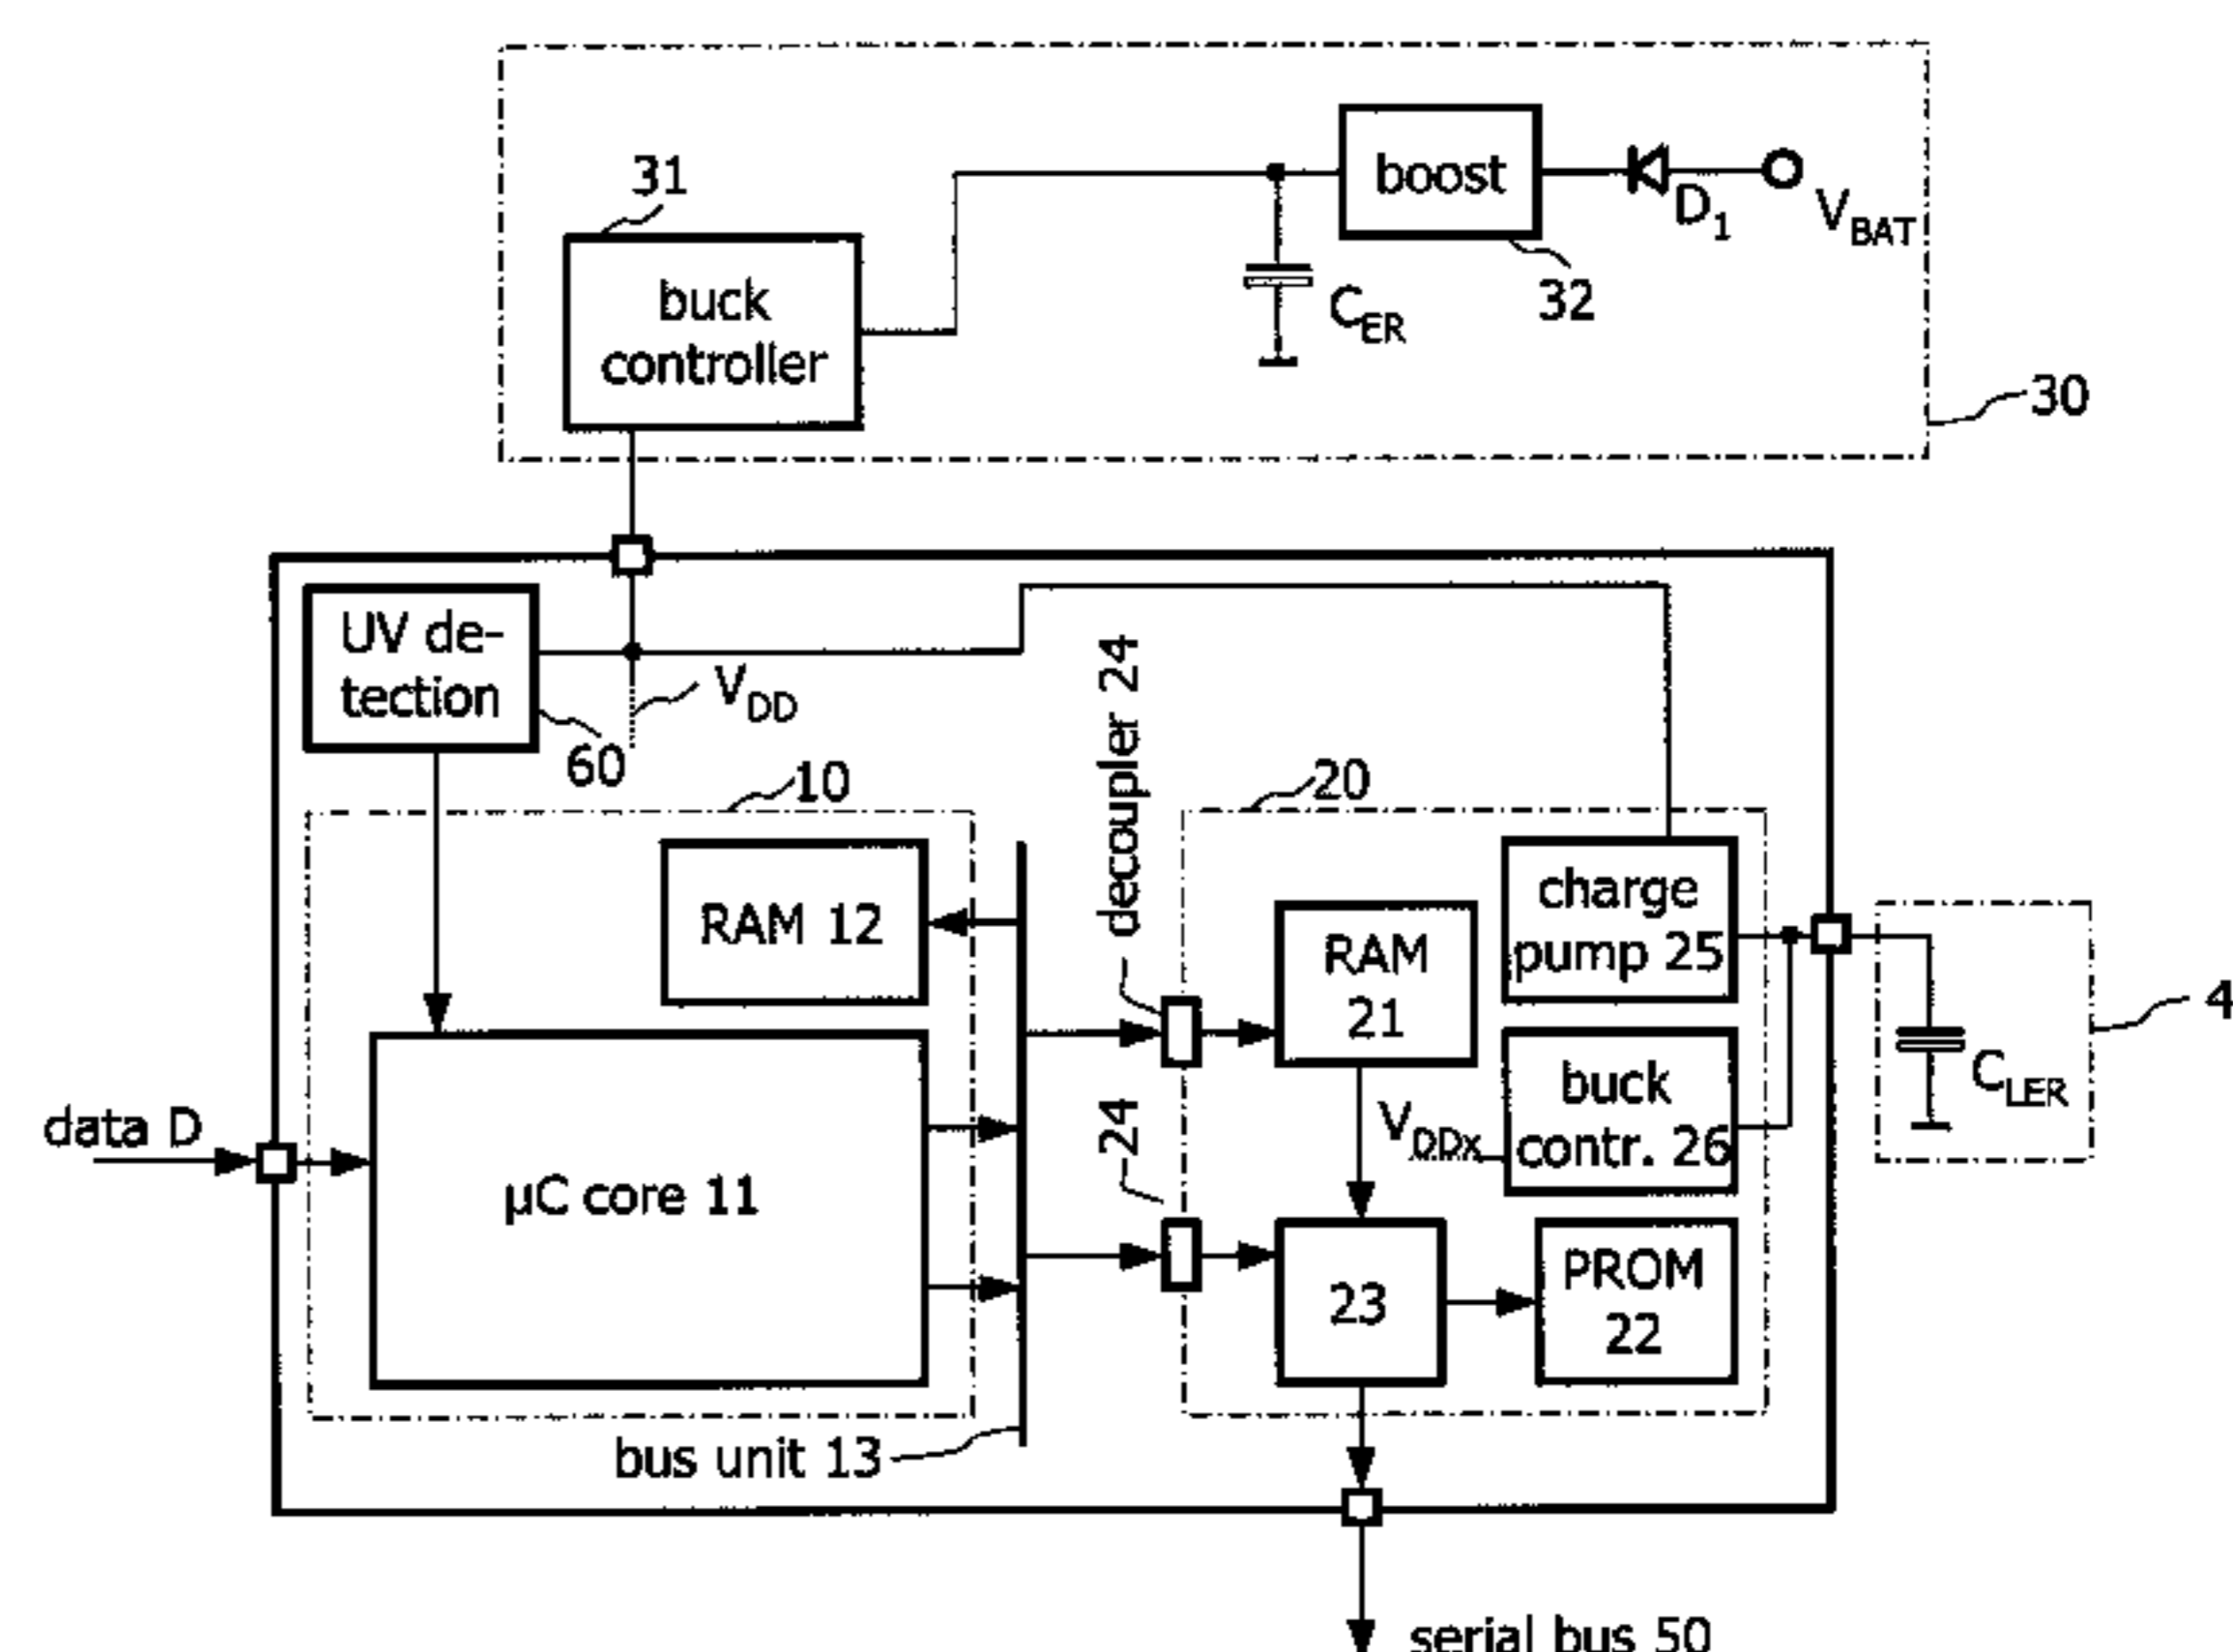 boost
D1
VBAT
31
buck
controller
CER
32
30
UV de-
tection
VDD
60
decoupler 24
10
20
RAM 12
charge
pump 25
RAM
21
4
µC core 11
data D
24
VDDx
buck
contr. 26
CLER
23
PROM
22
bus unit 13
serial bus 50